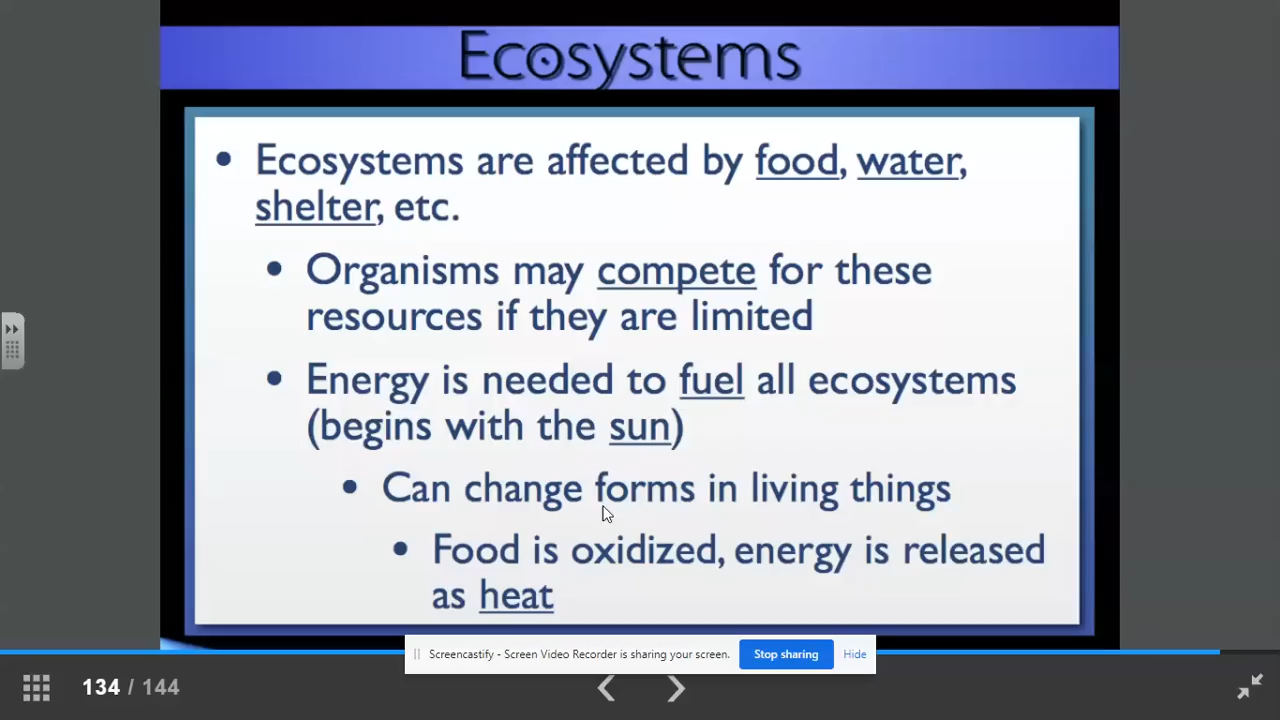 Ecosystems
• Ecosystems are affected by food, water,
shelter, etc.
• Organisms may compete for these
resources if they are limited
• Energy is needed to fuel all ecosystems
(begins with the sun)
• Can change forms in living things
• Food is oxidized, energy is released
as heat
Screencastify - Screen Video Recorder is sharing your screen. Stop sharing Hide
134 / 144